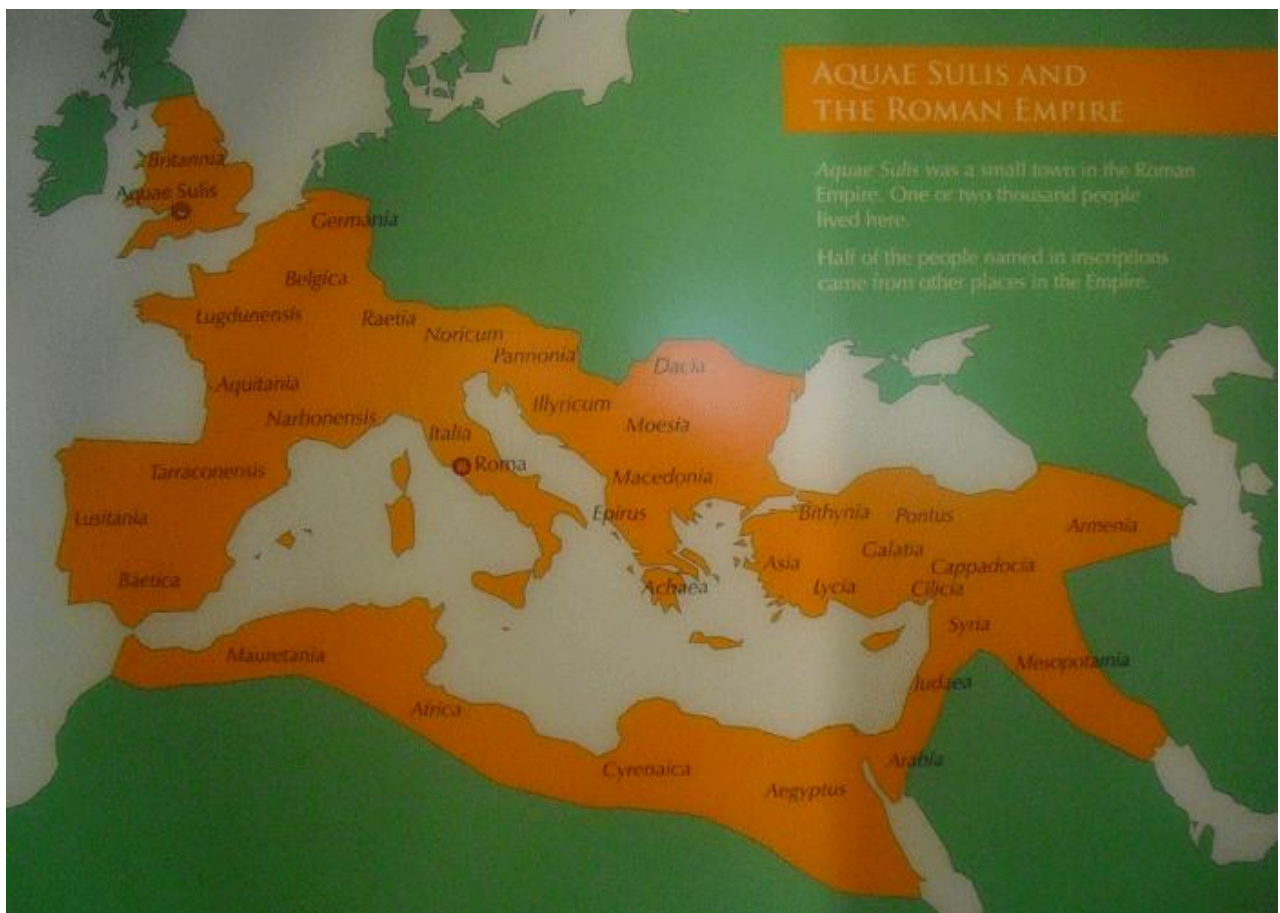 AQUAE SULIS AND
THE ROMAN EMPIRE
Aquae Sulis was a small town in the Roman
Empire. One or two thousand people
lived here.
Half of the people named in inscriptions
came from other places in the Empire.
Britannia
Aquae Sulis
Germania
Belgica
Lugdunensis
Raetia
Noricum
Pannonia
Dacia
Aquitania
Illyricum
Narbonensis
Moesia
Italia
Roma
Tarraconensis
Macedonia
Lusitania
Epirus
Bithynia
Pontus
Armenia
Galatia
Asia
Cappadocia
Baetica
Achaea
Lycia
Cilicia
Syria
Mauretania
Mesopotamia
Iudaea
Africa
Arabia
Cyrenaica
Aegyptus